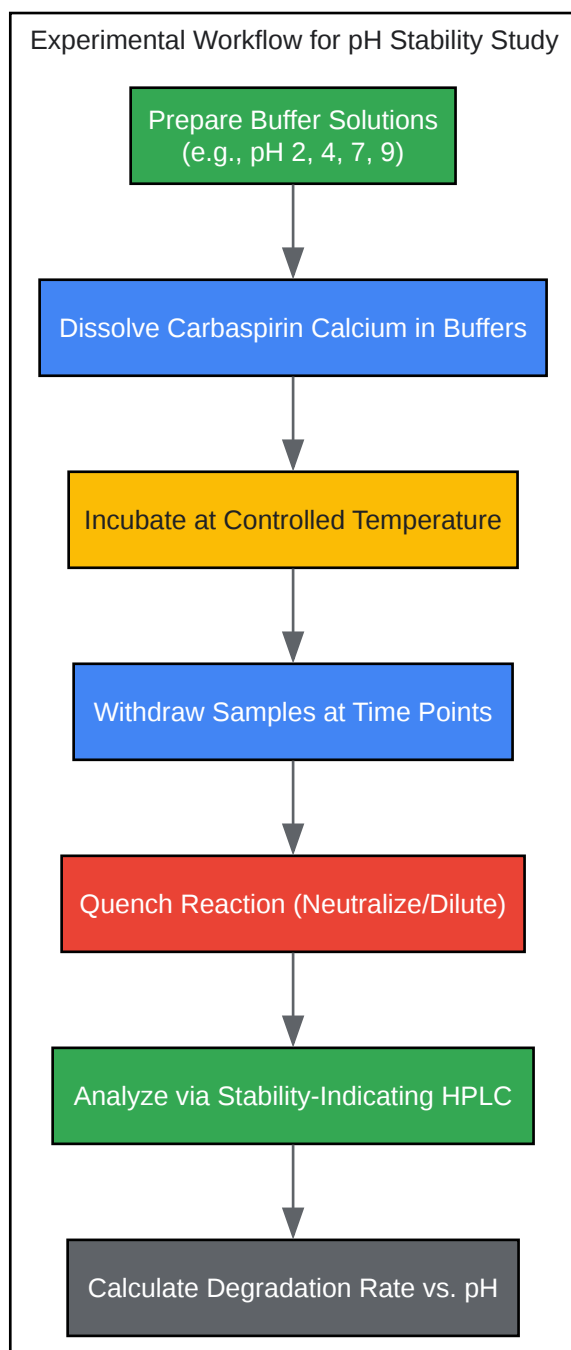 Experimental Workflow for pH Stability Study
Prepare Buffer Solutions
(e.g., pH 2, 4, 7, 9)
Dissolve Carbaspirin Calcium in Buffers
Incubate at Controlled Temperature
Withdraw Samples at Time Points
Quench Reaction (Neutralize/Dilute)
Analyze via Stability-Indicating HPLC
Calculate Degradation Rate vs. pH